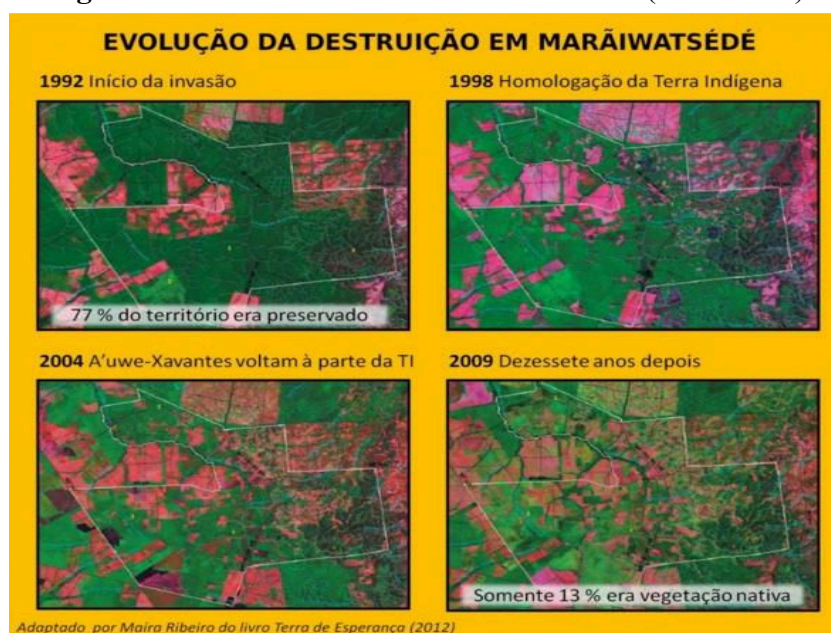 EVOLUÇÃO DA DESTRUIÇÃO EM MARÃIWATSÉDÉ
1992 Início da invasão
1998 Homologação da Terra Indígena
77 % do território era preservado
2004 A'uwe-Xavantes voltam à parte da TI
2009 Dezessete anos depois
Somente 13 % era vegetação nativa
Adaptado por Maira Ribeiro do livro Terra de Esperança (2012)